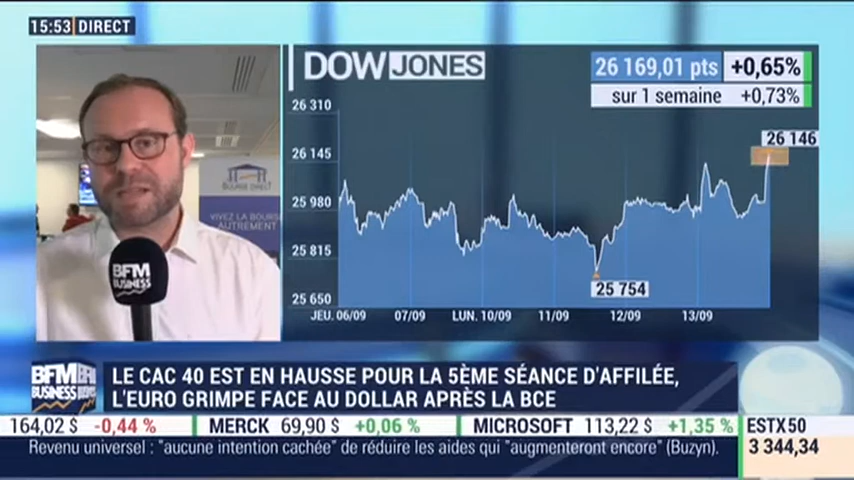 15:53 DIRECT
DOW JONES
26 169,01 pts +0,65%
sur 1 semaine +0,73%
26 310
26 145
25 980
25 815
25 650
26 146
25 754
JEU. 06/09 07/09 LUN. 10/09 11/09 12/09 13/09
BOURSE DIRECT
VIVEZ LA BOURSE
AUTREMENT
BFM
BUSINESS
BFM
BUSINESS
LE CAC 40 EST EN HAUSSE POUR LA 5ÈME SÉANCE D'AFFILÉE,
L'EURO GRIMPE FACE AU DOLLAR APRÈS LA BCE
164,02 $ -0,44 % MERCK 69,90 $ +0,06 % MICROSOFT 113,22 $ +1,35 %
ESTX50
3 344,34
Revenu universel : "aucune intention cachée" de réduire les aides qui "augmenteront encore" (Buzyn).